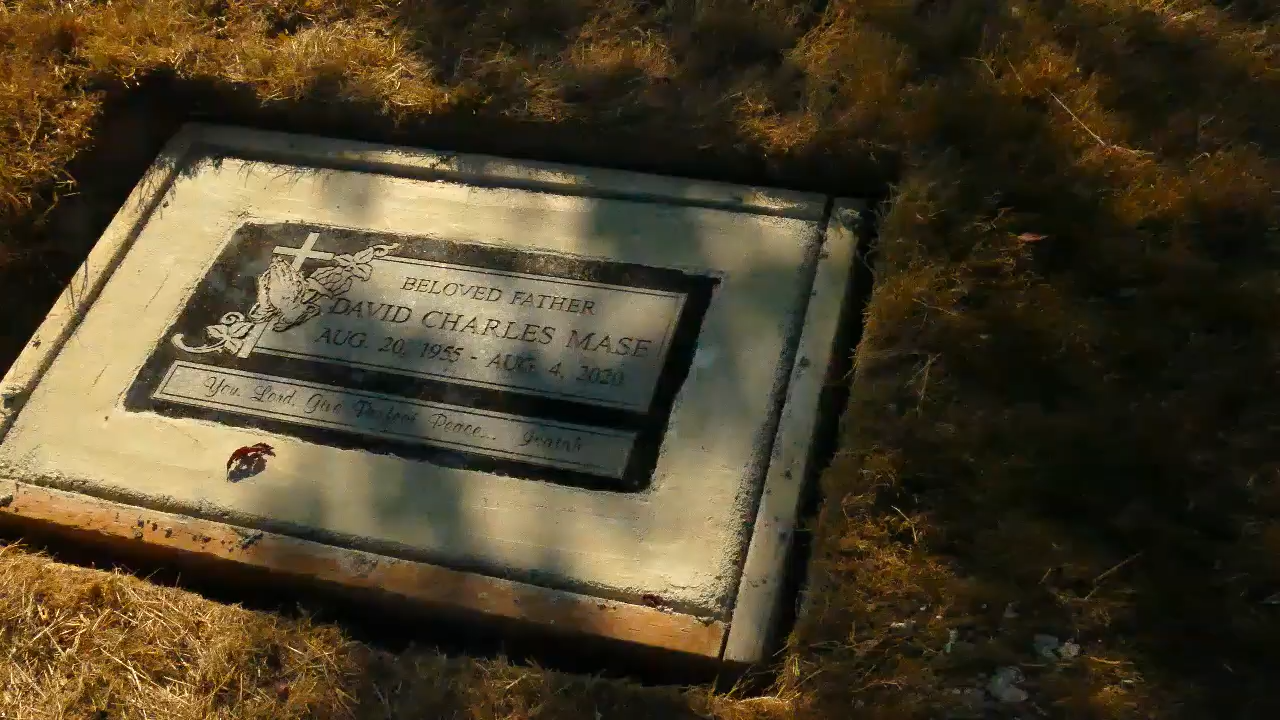 BELOVED FATHER
DAVID CHARLES MASE
AUG. 20, 1955 - AUG. 4, 2020
You, Lord, Give Perfect Peace... Isaiah